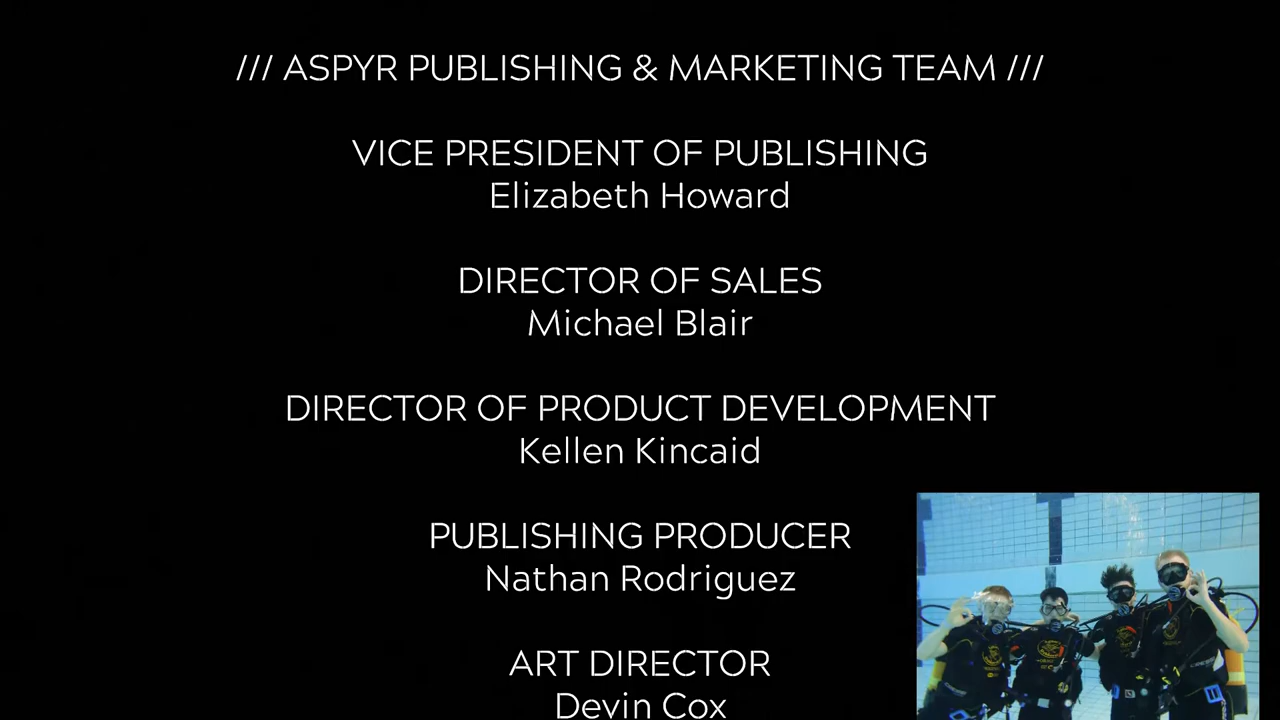 /// ASPYR PUBLISHING & MARKETING TEAM ///
VICE PRESIDENT OF PUBLISHING
Elizabeth Howard
DIRECTOR OF SALES
Michael Blair
DIRECTOR OF PRODUCT DEVELOPMENT
Kellen Kincaid
PUBLISHING PRODUCER
Nathan Rodriguez
ART DIRECTOR
Devin Cox